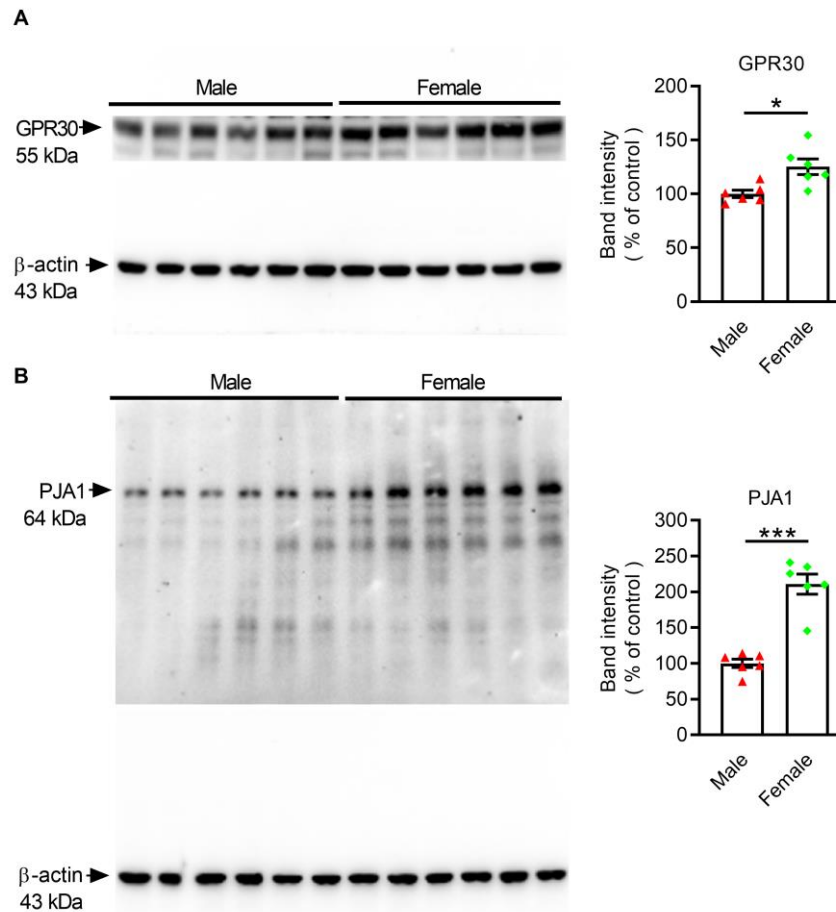 A
Male
Female
GPR30
55 kDa
β-actin
43 kDa
GPR30
*
Band intensity
( % of control )
200
150
100
50
0
Male
Female
B
Male
Female
PJA1
64 kDa
β-actin
43 kDa
PJA1
***
Band intensity
( % of control )
300
250
200
150
100
50
0
Male
Female